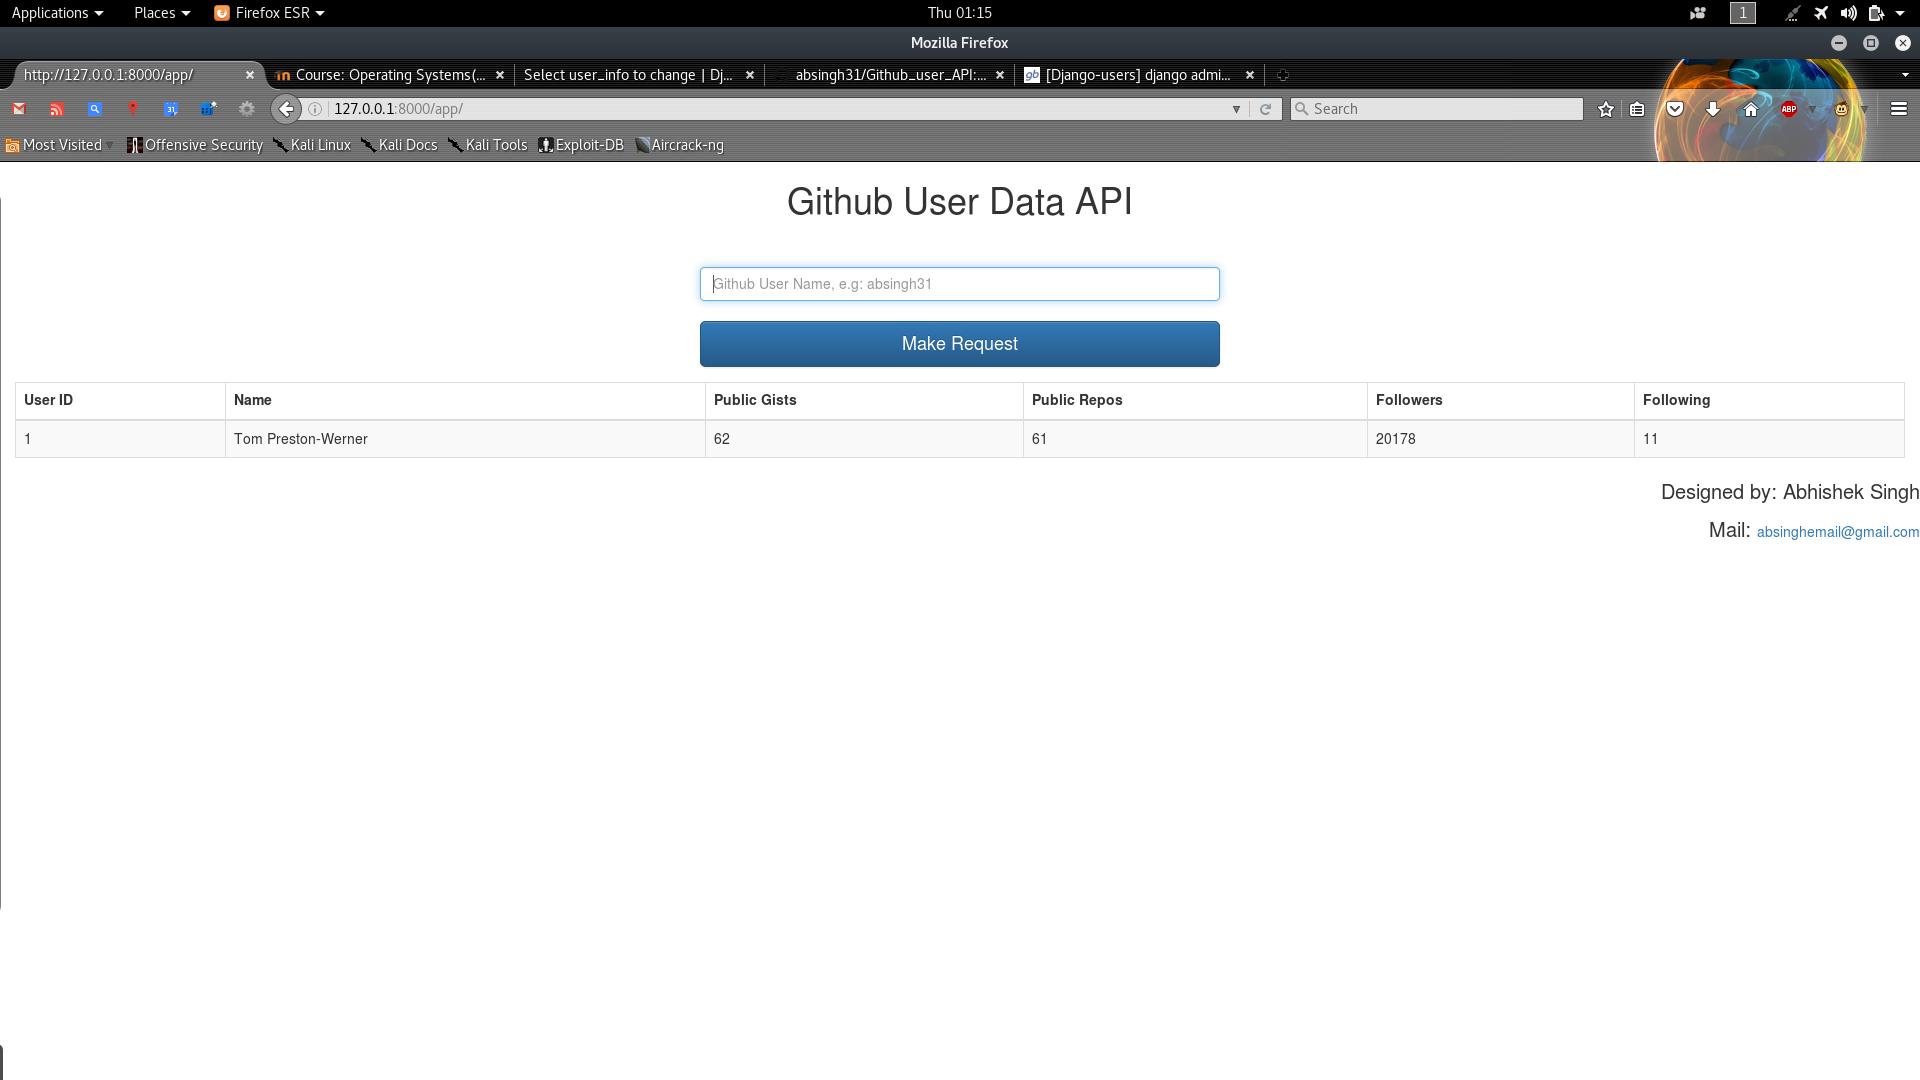 Applications Places Firefox ESR Thu 01:15 1
Mozilla Firefox
http://127.0.0.1:8000/app/ Course: Operating Systems(... Select user_info to change | Dj... absingh31/Github_user_API:... gb [Django-users] django admi...
31 127.0.0.1:8000/app/ Search ABP
Most Visited Offensive Security Kali Linux Kali Docs Kali Tools Exploit-DB Aircrack-ng
Github User Data API
Github User Name, e.g: absingh31
Make Request
User ID Name Public Gists Public Repos Followers Following
1 Tom Preston-Werner 62 61 20178 11
Designed by: Abhishek Singh
Mail: absinghemail@gmail.com